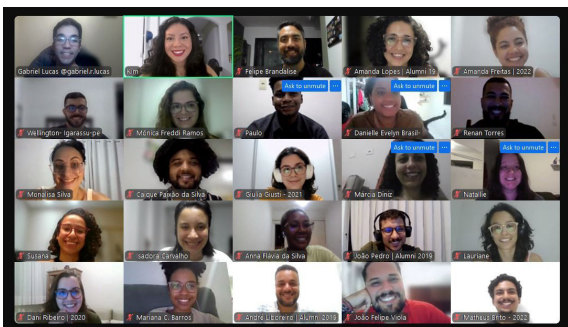 Gabriel Lucas @gabriel.r.lucas
Kim
Felipe Brandalise
Amanda Lopes | Alumni 19
Amanda Freitas | 2022
Wellington- Igarassu-pe
Mônica Freddi Ramos
Ask to unmute ...
Paulo
Ask to unmute ...
Danielle Evelyn Brasil-
Renan Torres
Monalisa Silva
Caique Paixão da Silva
Giulia Giusti - 2021
Ask to unmute ...
Márcia Diniz
Ask to unmute ...
Natallie
Susana
Isadora Carvalho
Anna Flavia da Silva
João Pedro | Alumni 2019
Lauriane
Dani Ribeiro | 2020
Mariana C. Barros
André Liboreiro | Alumni 2019
João Felipe Viola
Matheus Brito - 2022